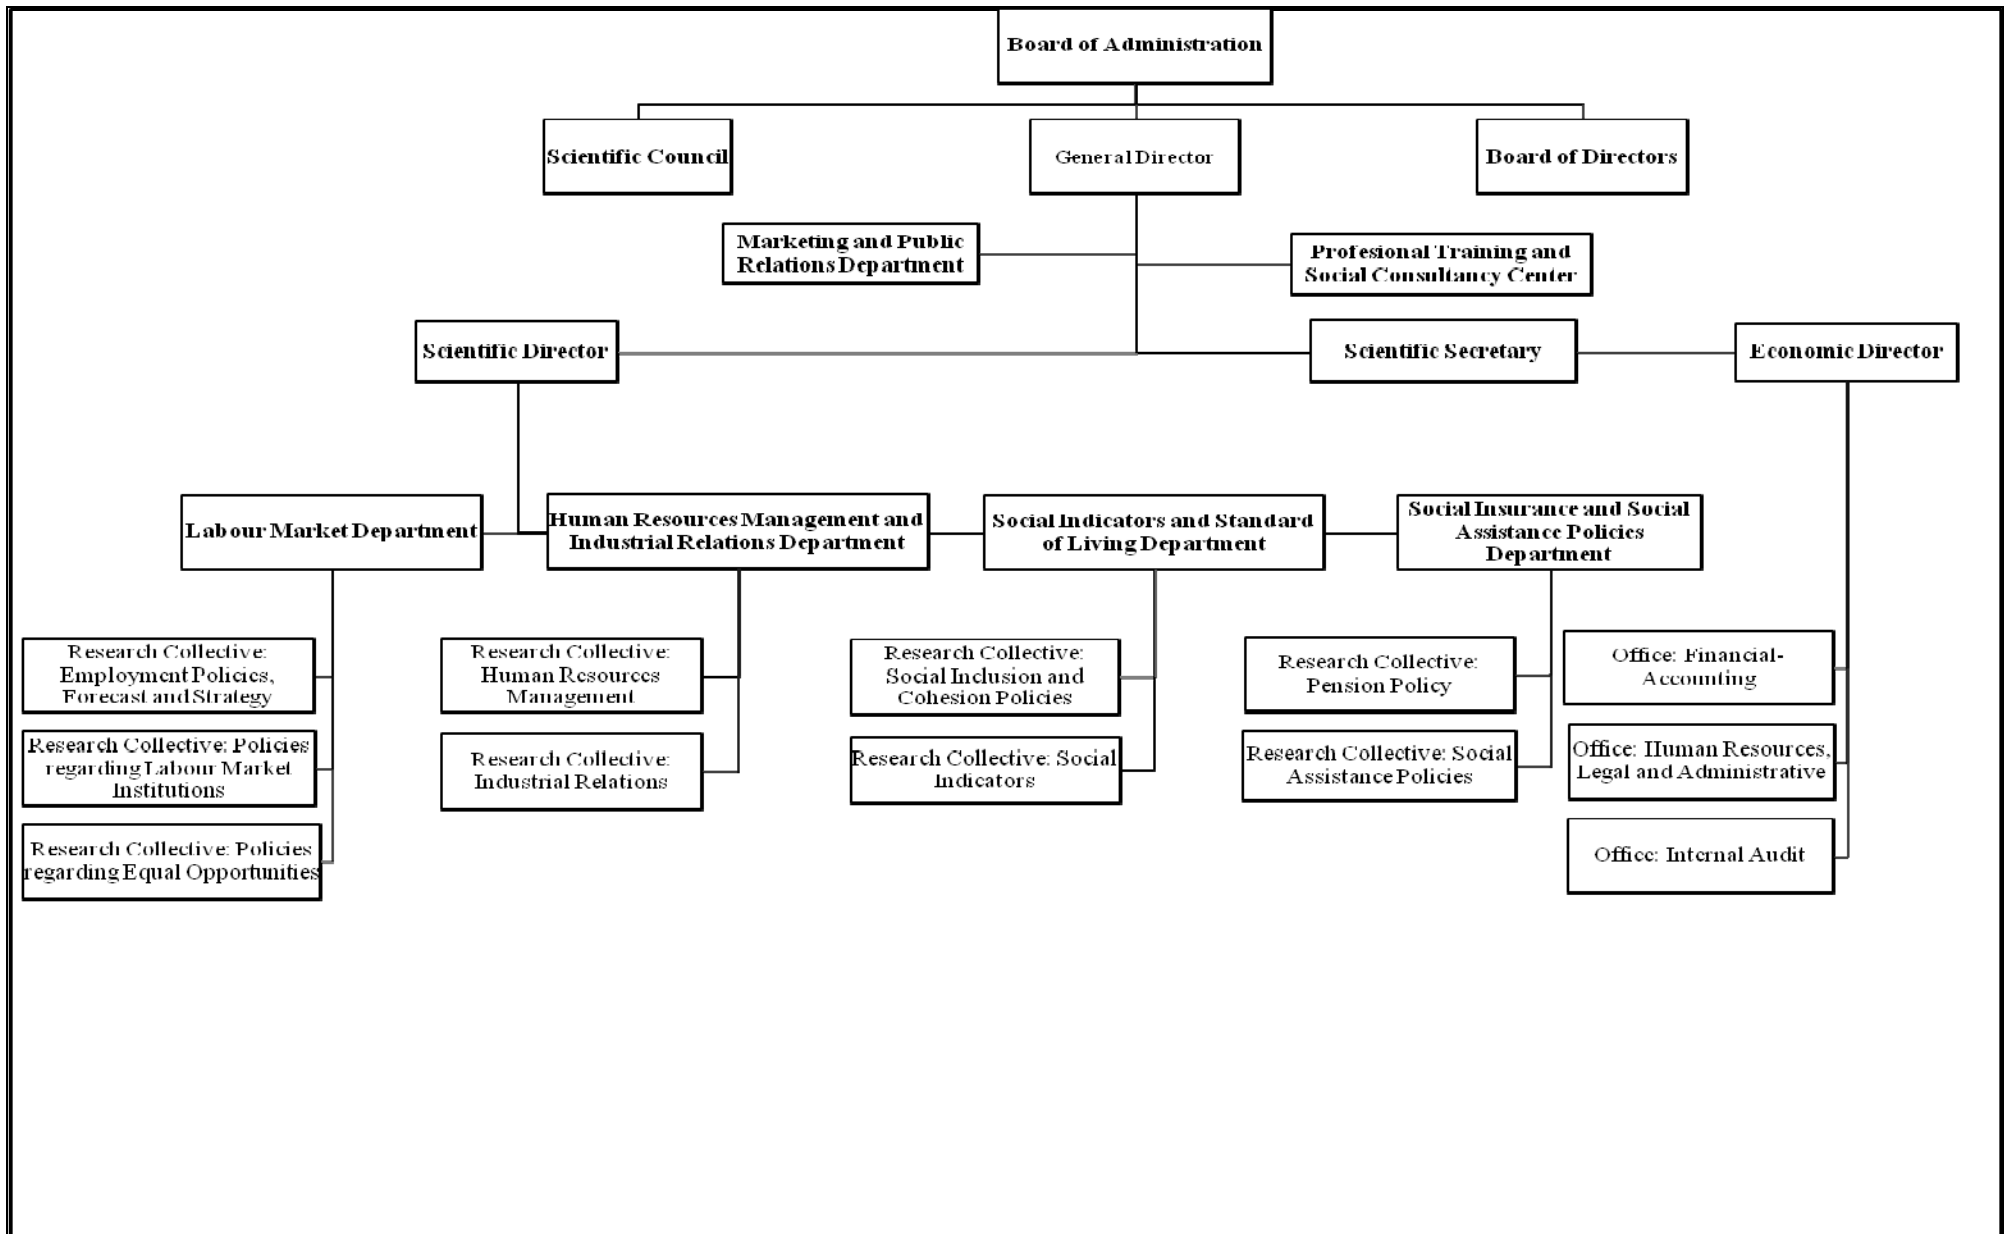 Board of Administration
Scientific Council
General Director
Board of Directors
Marketing and Public
Relations Department
Profesional Training and
Social Consultancy Center
Scientific Director
Scientific Secretary
Economic Director
Labour Market Department
Human Resources Management and
Industrial Relations Department
Social Indicators and Standard
of Living Department
Social Insurance and Social
Assistance Policies
Department
Research Collective:
Employment Policies,
Forecast and Strategy
Research Collective:
Human Resources
Management
Research Collective:
Social Inclusion and
Cohesion Policies
Research Collective:
Pension Policy
Office: Financial-
Accounting
Research Collective: Policies
regarding Labour Market
Institutions
Research Collective:
Industrial Relations
Research Collective: Social
Indicators
Research Collective: Social
Assistance Policies
Office: Human Resources,
Legal and Administrative
Research Collective: Policies
regarding Equal Opportunities
Office: Internal Audit